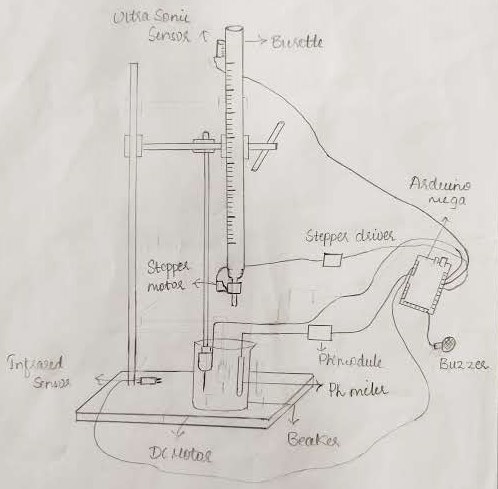 Ultra Sonic
Sensor
Burette
Arduino
mega
Stepper driver
Stepper
motor
Buzzer
Ph module
Infrared
Sensor
Ph meter
Beaker
DC Motor